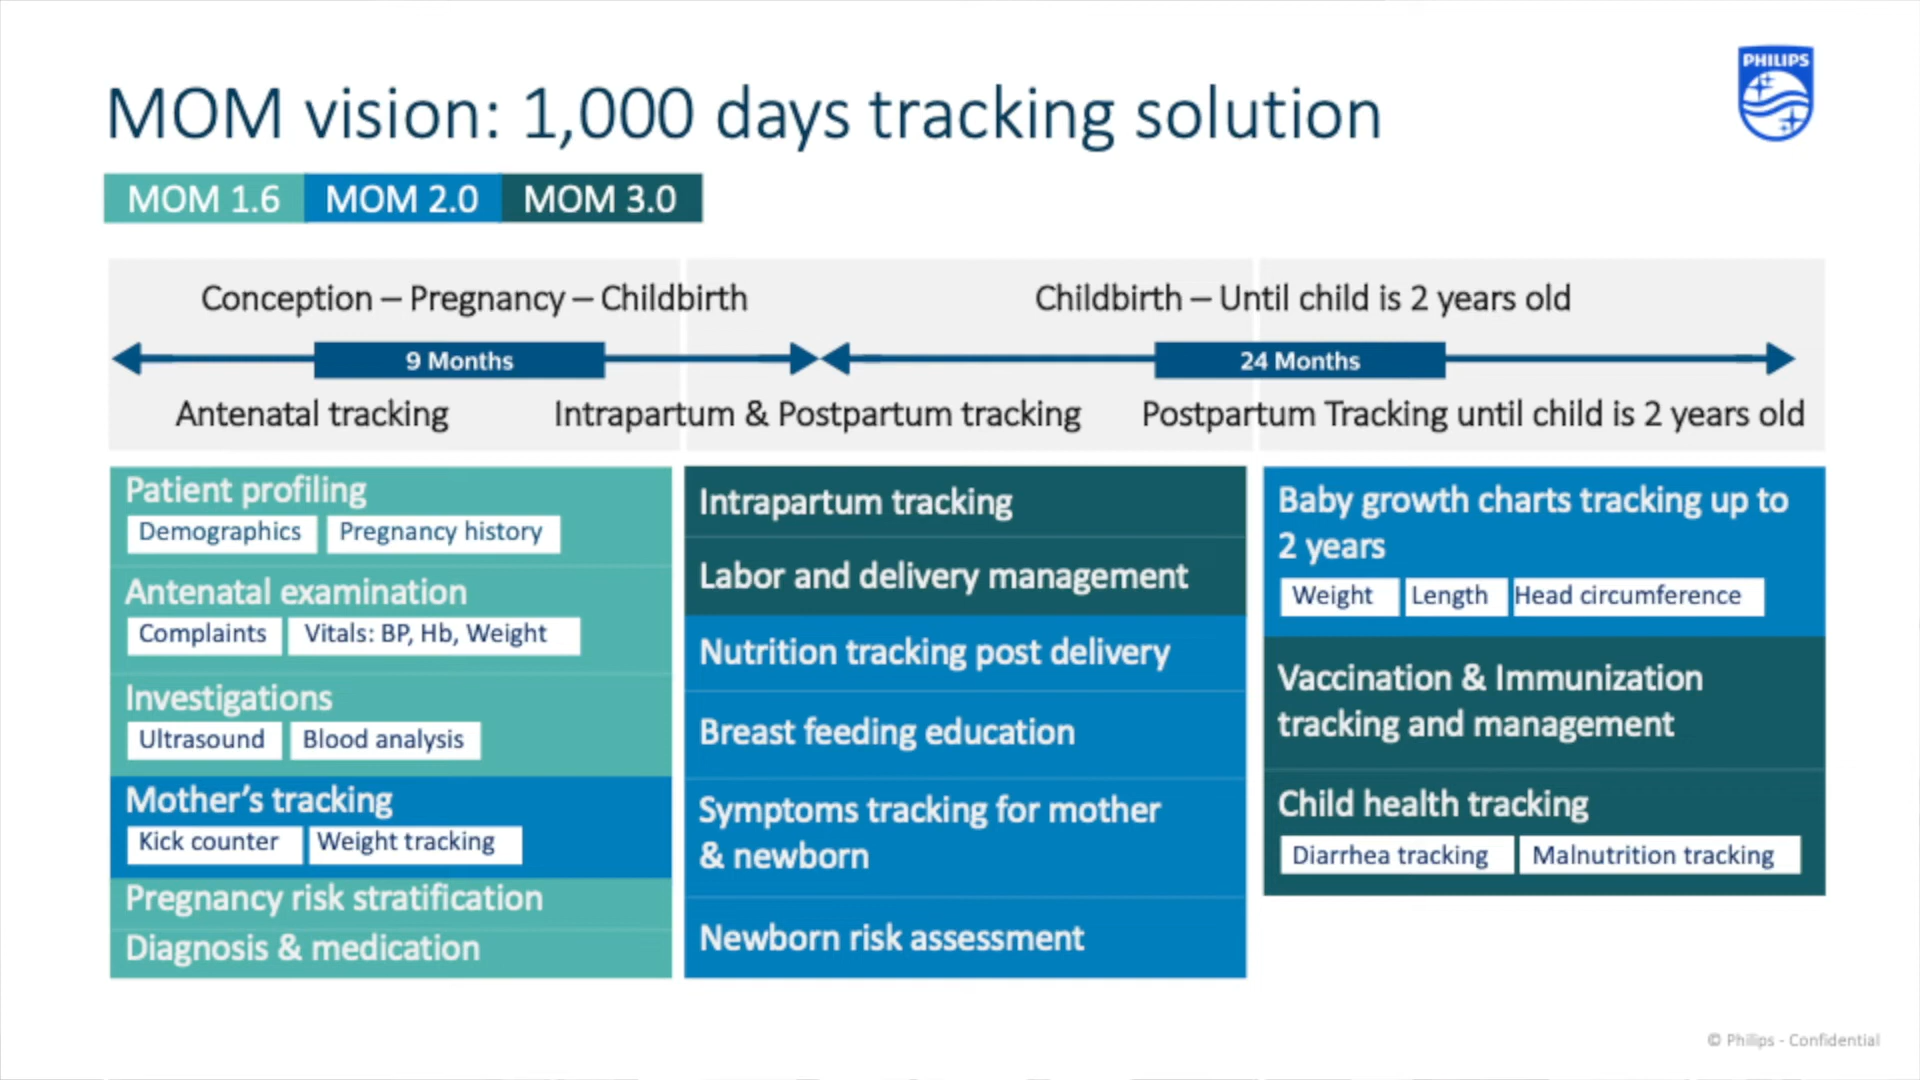 PHILIPS
MOM vision: 1,000 days tracking solution
MOM 1.6 MOM 2.0 MOM 3.0
Conception – Pregnancy – Childbirth
Childbirth – Until child is 2 years old
9 Months
24 Months
Antenatal tracking
Intrapartum & Postpartum tracking
Postpartum Tracking until child is 2 years old
Patient profiling
Demographics Pregnancy history
Antenatal examination
Complaints Vitals: BP, Hb, Weight
Investigations
Ultrasound Blood analysis
Mother's tracking
Kick counter Weight tracking
Pregnancy risk stratification
Diagnosis & medication
Intrapartum tracking
Labor and delivery management
Nutrition tracking post delivery
Breast feeding education
Symptoms tracking for mother
& newborn
Newborn risk assessment
Baby growth charts tracking up to
2 years
Weight Length Head circumference
Vaccination & Immunization
tracking and management
Child health tracking
Diarrhea tracking Malnutrition tracking
© Philips - Confidential